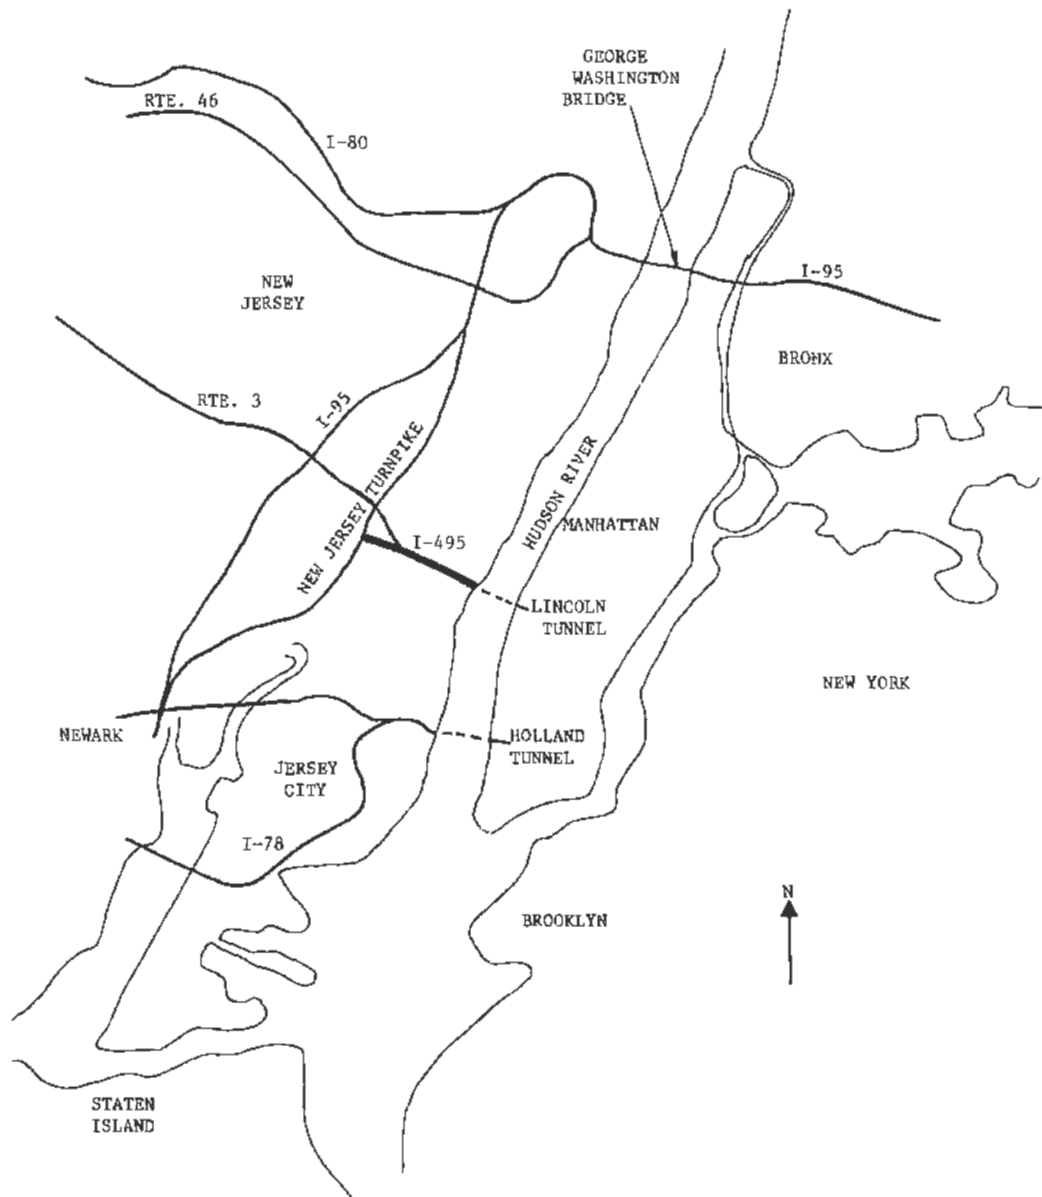 GEORGE
WASHINGTON
BRIDGE
RTE. 46
I-80
I-95
NEW
JERSEY
BRONX
RTE. 3
I-95
NEW JERSEY TURNPIKE
HUDSON RIVER
MANHATTAN
I-495
LINCOLN
TUNNEL
NEW YORK
NEWARK
HOLLAND
TUNNEL
JERSEY
CITY
I-78
N
BROOKLYN
STATEN
ISLAND